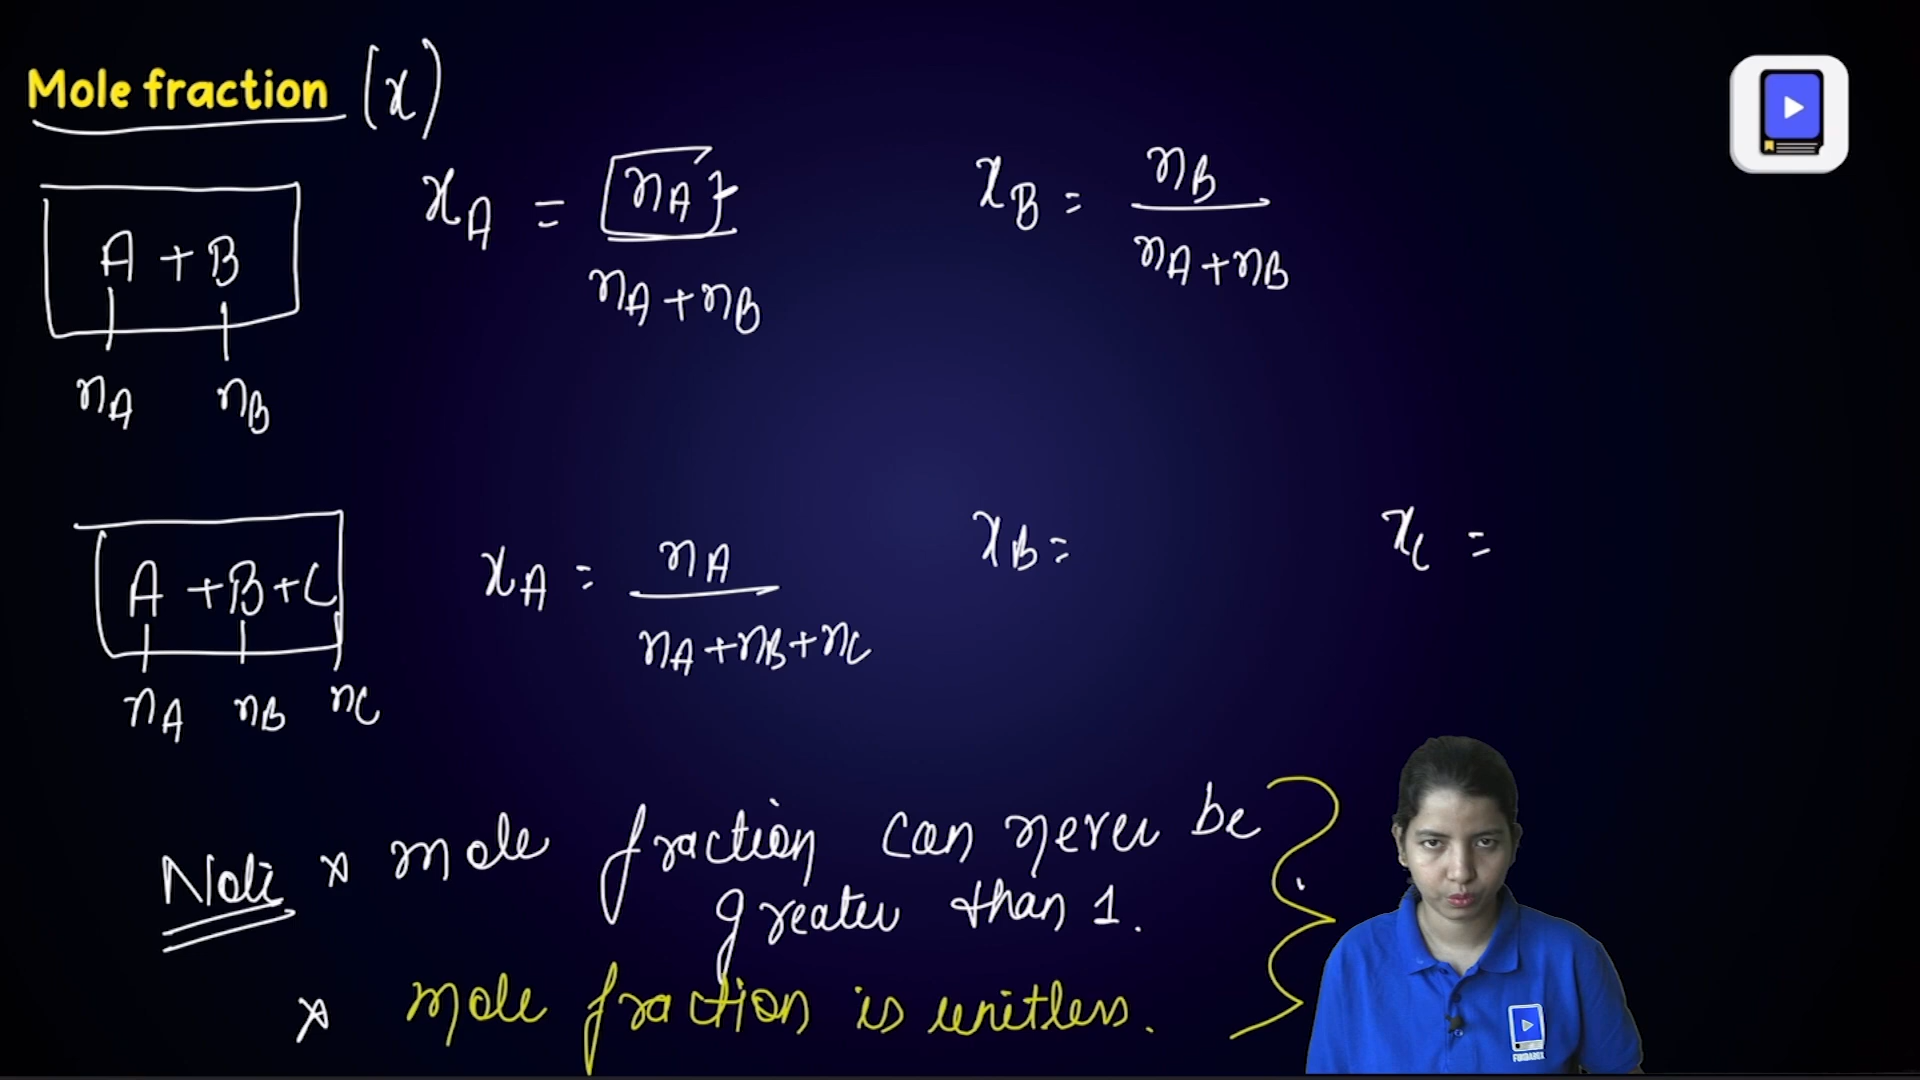 Mole fraction (x)
A + B
nA nB
xA = nA / nA + nB
xB = nB / nA + nB
A + B + C
nA nB nC
xA = nA / nA + nB + nC
xB =
xC =
Note * mole fraction can never be
greater than 1.
* mole fraction is unitless.